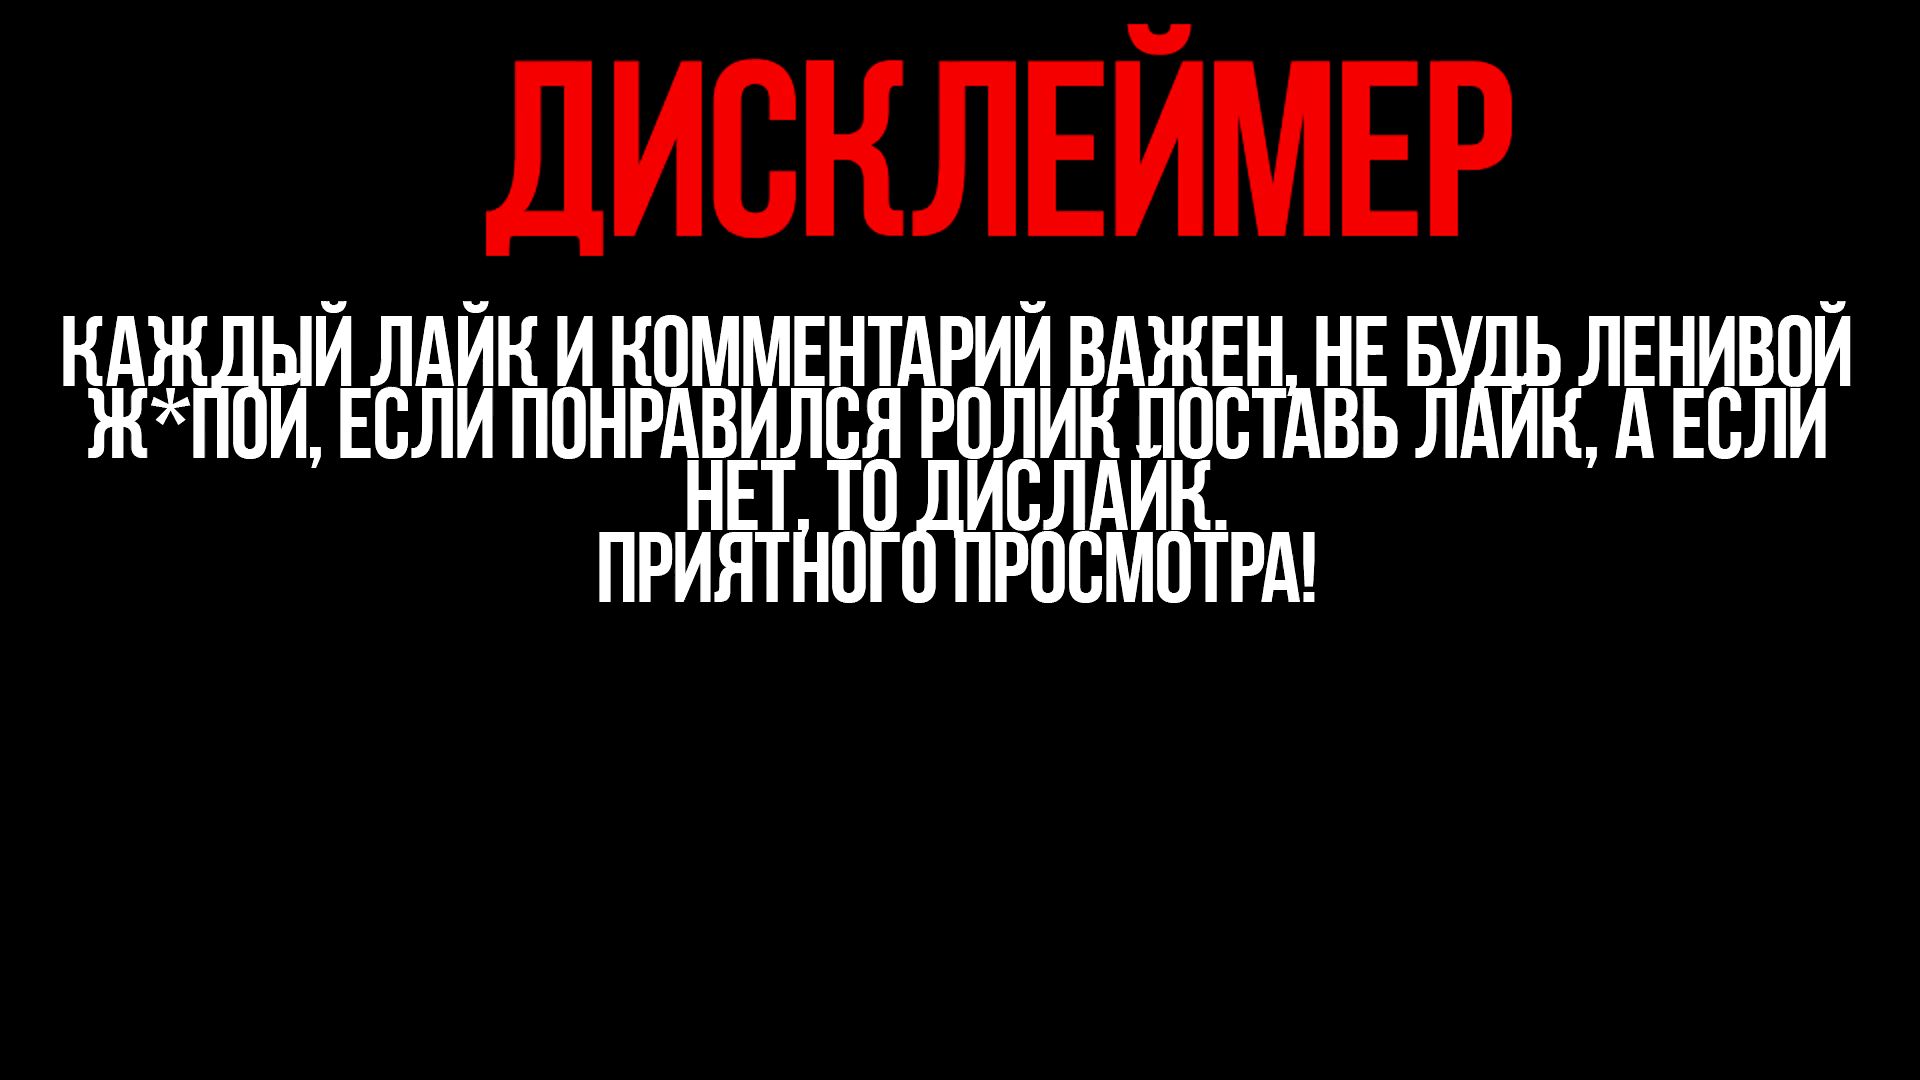 ДИСКЛЕЙМЕР
КАЖДЫЙ ЛАЙК И КОММЕНТАРИЙ ВАЖЕН, НЕ БУДЬ ЛЕНИВОЙ
Ж*ПОЙ, ЕСЛИ ПОНРАВИЛСЯ РОЛИК ПОСТАВЬ ЛАЙК, А ЕСЛИ
НЕТ, ТО ДИСЛАЙК.
ПРИЯТНОГО ПРОСМОТРА!